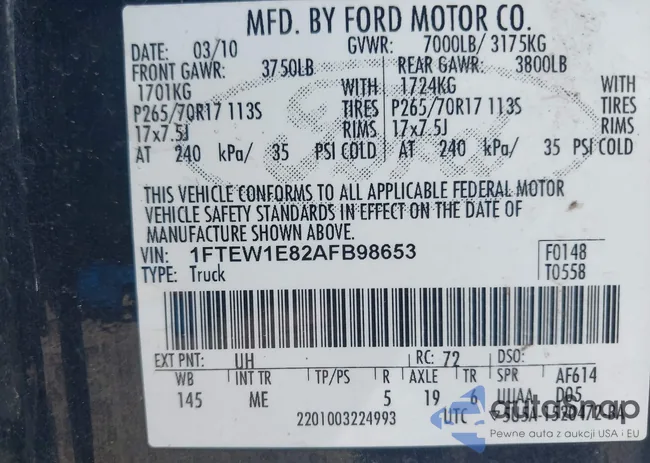 MFD. BY FORD MOTOR CO.
DATE: 03/10 GVWR: 7000LB/ 3175KG
FRONT GAWR: 3750LB REAR GAWR: 3800LB
1701KG WITH 1724KG WITH
P265/70R17 113S TIRES P265/70R17 113S TIRES
17x7.5J RIMS 17x7.5J RIMS
AT 240 kPa/ 35 PSI COLD AT 240 kPa/ 35 PSI COLD
THIS VEHICLE CONFORMS TO ALL APPLICABLE FEDERAL MOTOR
VEHICLE SAFETY STANDARDS IN EFFECT ON THE DATE OF
MANUFACTURE SHOWN ABOVE.
VIN: 1FTEW1E82AFB98653 F0148
TYPE: Truck T0558
EXT PNT: UH RC: 72 DSO:
WB INT TR TP/PS R AXLE TR SPR AF614
145 ME 5 19 6 UUAA D05
2201003224993 UTC
autoSnap
Pewne auta z aukcji USA i EU